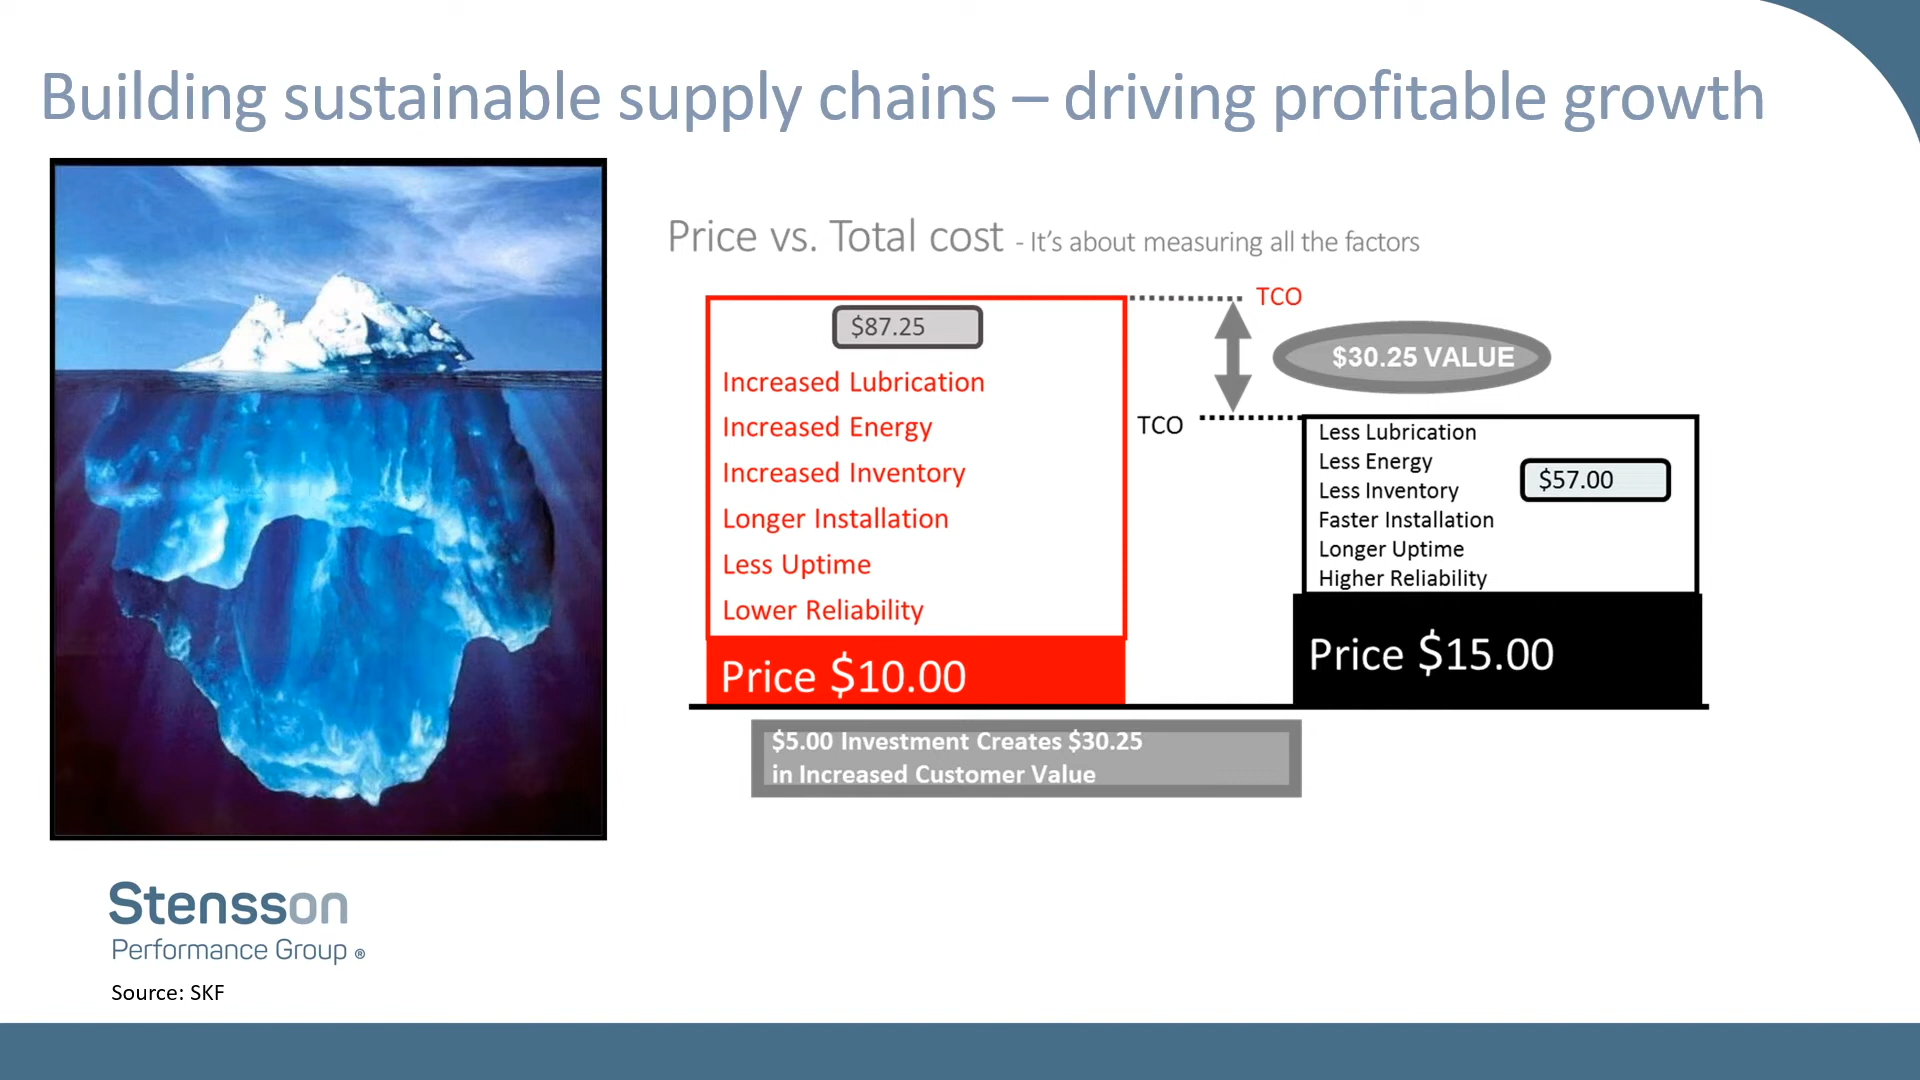 Building sustainable supply chains – driving profitable growth
Price vs. Total cost - It's about measuring all the factors
TCO
$87.25
$30.25 VALUE
Increased Lubrication
Increased Energy
Increased Inventory
Longer Installation
Less Uptime
Lower Reliability
Price $10.00
TCO
Less Lubrication
Less Energy
Less Inventory
Faster Installation
Longer Uptime
Higher Reliability
$57.00
Price $15.00
$5.00 Investment Creates $30.25
in Increased Customer Value
Stensson
Performance Group ®
Source: SKF